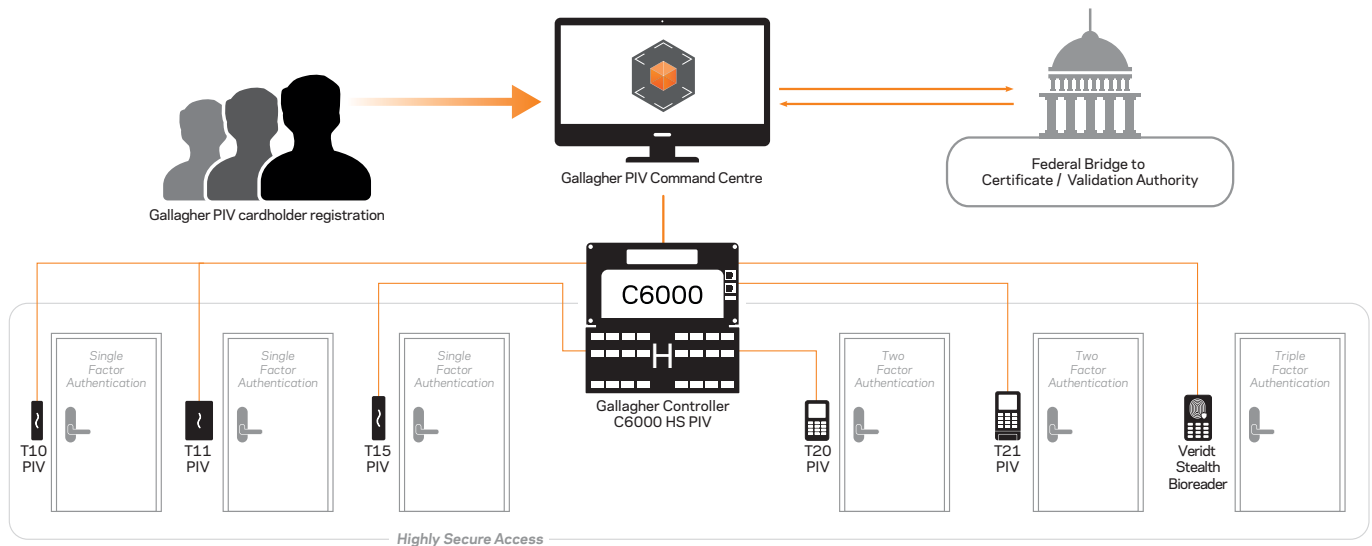 Gallagher PIV cardholder registration
Gallagher PIV Command Centre
Federal Bridge to
Certificate / Validation Authority
C6000
H
Gallagher Controller
C6000 HS PIV
Single
Factor
Authentication
Single
Factor
Authentication
Single
Factor
Authentication
Two
Factor
Authentication
Two
Factor
Authentication
Triple
Factor
Authentication
T10
PIV
T11
PIV
T15
PIV
T20
PIV
T21
PIV
Veridt
Stealth
Bioreader
Highly Secure Access